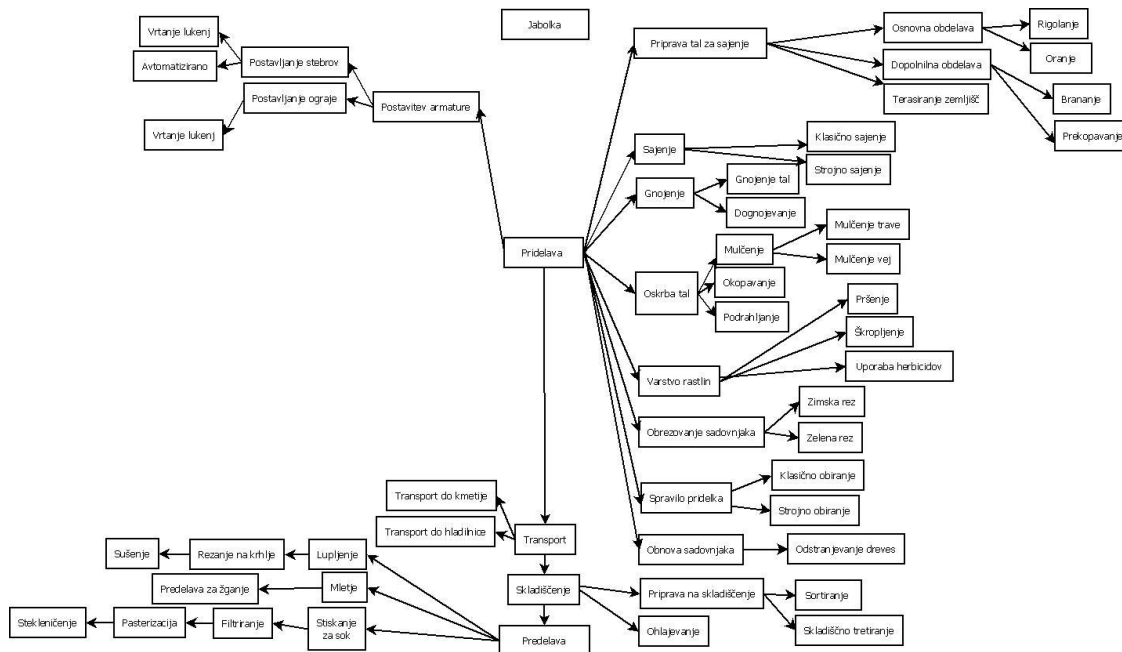 Jabolka
Vrtanje lukenj
Avtomatizirano
Postavljanje stebrov
Postavljanje ograje
Vrtanje lukenj
Postavitev armature
Pridelava
Priprava tal za sajenje
Osnovna obdelava
Rigolanje
Oranje
Dopolnilna obdelava
Terasiranje zemljišč
Brananje
Prekopavanje
Sajenje
Klasično sajenje
Strojno sajenje
Gnojenje
Gnojenje tal
Dognojevanje
Oskrba tal
Mulčenje
Mulčenje trave
Mulčenje vej
Okopavanje
Podrahljanje
Varstvo rastlin
Pršenje
Škropljenje
Uporaba herbicidov
Obrezovanje sadovnjaka
Zimska rez
Zelena rez
Spravilo pridelka
Klasično obiranje
Strojno obiranje
Obnova sadovnjaka
Odstranjevanje dreves
Transport do kmetije
Transport do hladilnice
Transport
Skladiščenje
Priprava na skladiščenje
Sortiranje
Skladiščno tretiranje
Ohlajevanje
Predelava
Lupljenje
Rezanje na krhlje
Sušenje
Mletje
Predelava za žganje
Stiskanje
za sok
Filtriranje
Pasterizacija
Stekleničenje